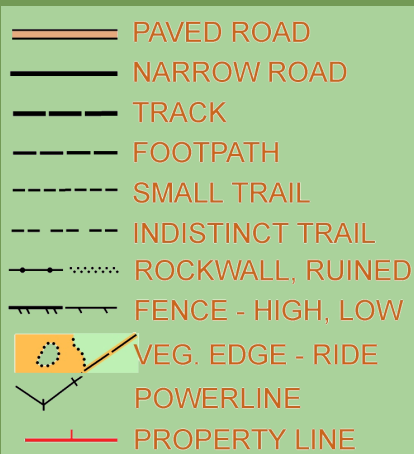 PAVED ROAD
NARROW ROAD
TRACK
FOOTPATH
SMALL TRAIL
INDISTINCT TRAIL
ROCKWALL, RUINED
FENCE - HIGH, LOW
VEG. EDGE - RIDE
POWERLINE
PROPERTY LINE